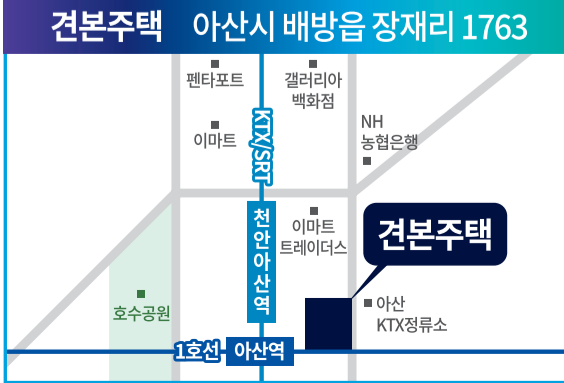 견본주택 아산시 배방읍 장재리 1763
펜타포트
갤러리아
백화점
이마트
KTX/SRT
NH
농협은행
천안아산역
이마트
트레이더스
견본주택
호수공원
아산
KTX정류소
1호선 아산역